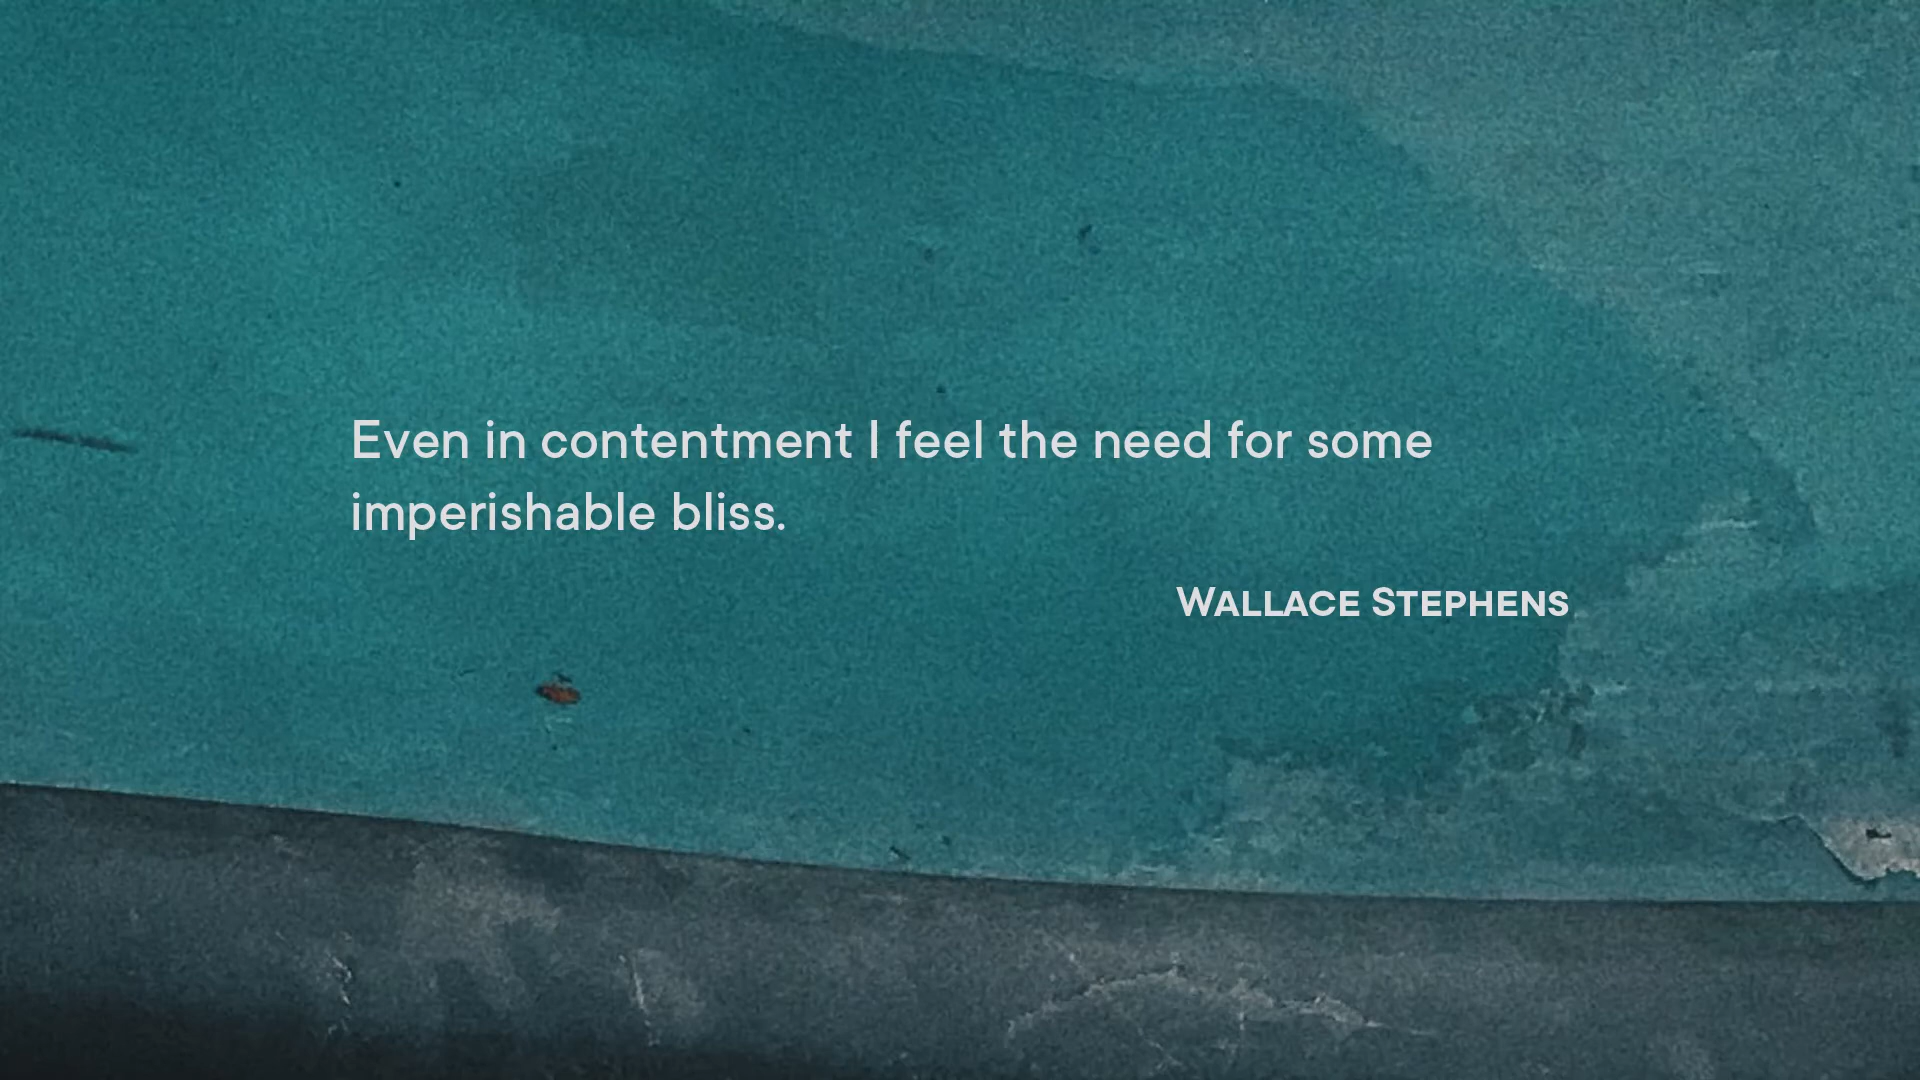 Even in contentment I feel the need for some
imperishable bliss.
Wallace Stephens